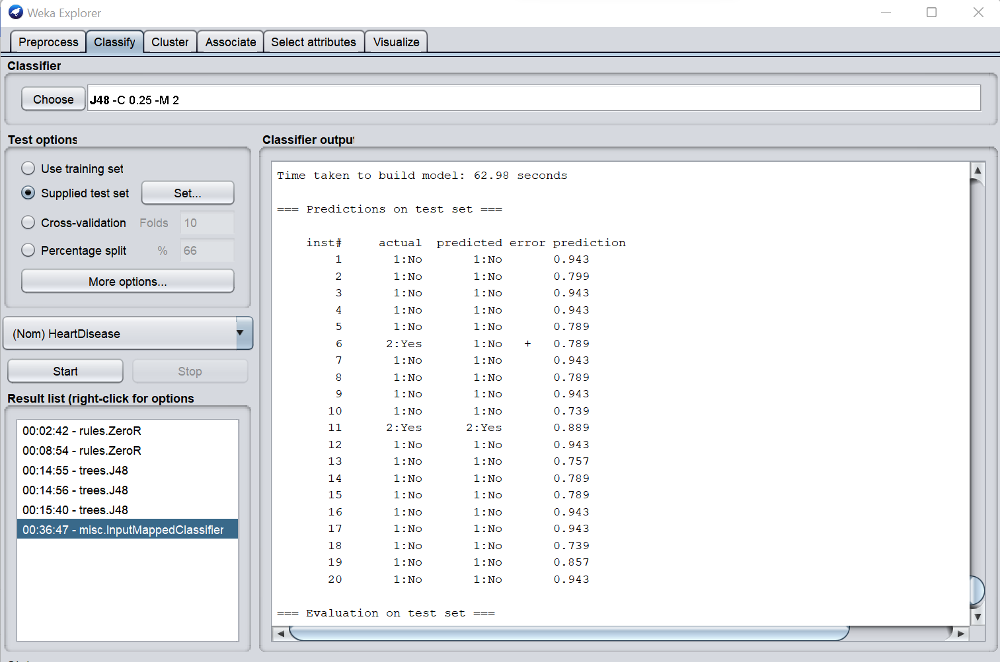 Weka Explorer
Preprocess Classify Cluster Associate Select attributes Visualize
Classifier
Choose J48 -C 0.25 -M 2
Test options
Use training set
Supplied test set Set...
Cross-validation Folds 10
Percentage split % 66
More options...
(Nom) HeartDisease
Start Stop
Result list (right-click for options
00:02:42 - rules.ZeroR
00:08:54 - rules.ZeroR
00:14:55 - trees.J48
00:14:56 - trees.J48
00:15:40 - trees.J48
00:36:47 - misc.InputMappedClassifier
Classifier output
Time taken to build model: 62.98 seconds
=== Predictions on test set ===
inst# actual predicted error prediction
1 1:No 1:No 0.943
2 1:No 1:No 0.799
3 1:No 1:No 0.943
4 1:No 1:No 0.943
5 1:No 1:No 0.789
6 2:Yes 1:No + 0.789
7 1:No 1:No 0.943
8 1:No 1:No 0.789
9 1:No 1:No 0.943
10 1:No 1:No 0.739
11 2:Yes 2:Yes 0.889
12 1:No 1:No 0.943
13 1:No 1:No 0.757
14 1:No 1:No 0.789
15 1:No 1:No 0.789
16 1:No 1:No 0.943
17 1:No 1:No 0.943
18 1:No 1:No 0.739
19 1:No 1:No 0.857
20 1:No 1:No 0.943
=== Evaluation on test set ===